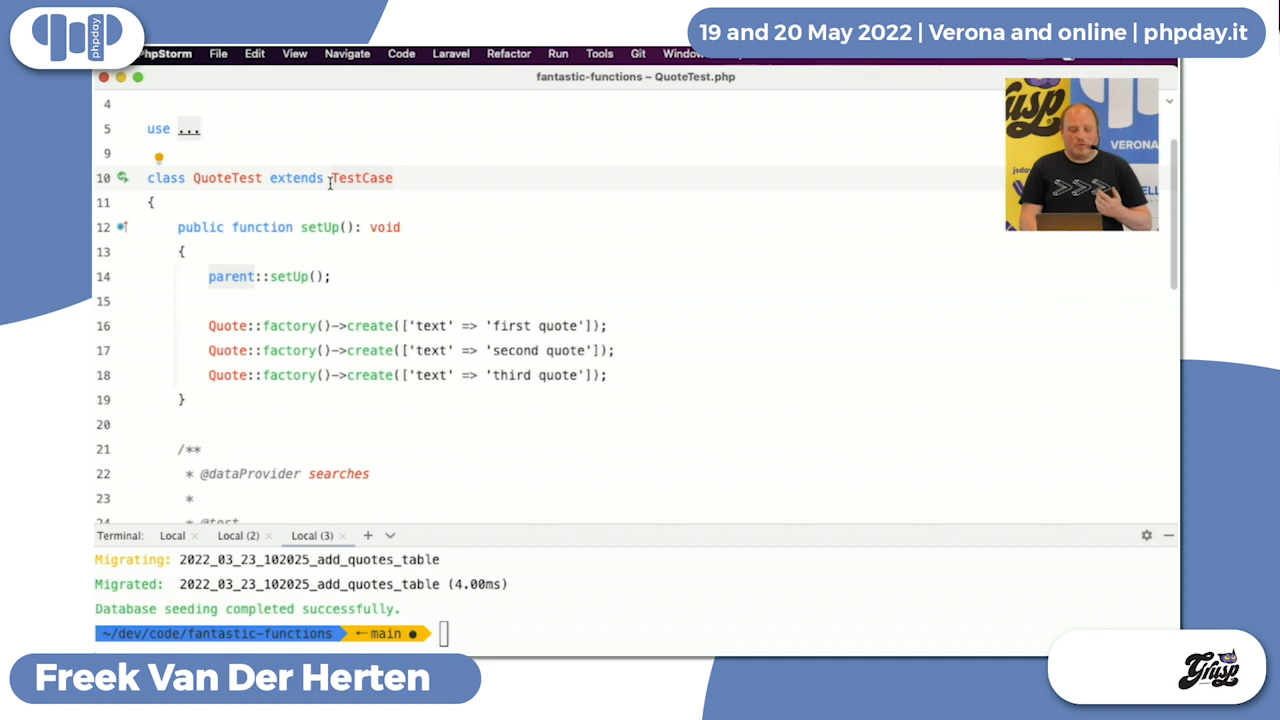 phpday
19 and 20 May 2022 | Verona and online | phpday.it
PhpStorm File Edit View Navigate Code Laravel Refactor Run Tools Git Window
fantastic-functions – QuoteTest.php
4
5 use ...
9
10 class QuoteTest extends TestCase
11 {
12 public function setUp(): void
13 {
14 parent::setUp();
15
16 Quote::factory()->create(['text' => 'first quote']);
17 Quote::factory()->create(['text' => 'second quote']);
18 Quote::factory()->create(['text' => 'third quote']);
19 }
20
21 /**
22 * @dataProvider searches
23 *
24 * @test
VERONA
Terminal: Local × Local (2) × Local (3) × +
Migrating: 2022_03_23_102025_add_quotes_table
Migrated: 2022_03_23_102025_add_quotes_table (4.00ms)
Database seeding completed successfully.
~/dev/code/fantastic-functions ←main ●
Freek Van Der Herten
Grusp